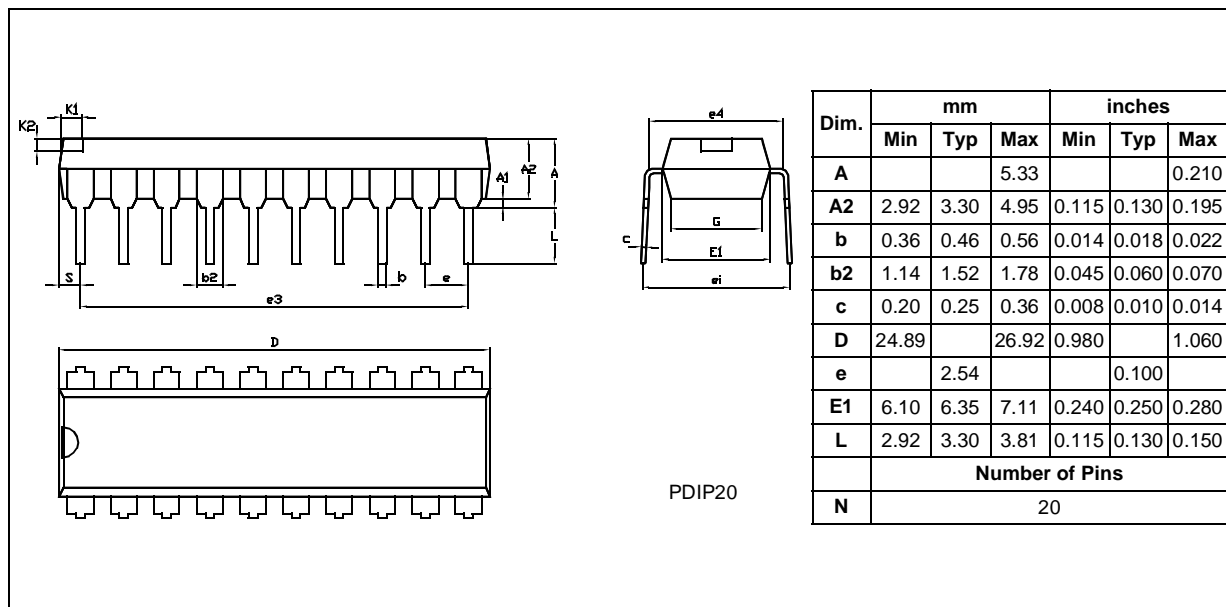 K1
K2
A1
A2
A
L
S
b2
b
e
e3
D
e4
c
G
E1
ei
PDIP20
Dim. mm inches
Min Typ Max Min Typ Max
A 5.33 0.210
A2 2.92 3.30 4.95 0.115 0.130 0.195
b 0.36 0.46 0.56 0.014 0.018 0.022
b2 1.14 1.52 1.78 0.045 0.060 0.070
c 0.20 0.25 0.36 0.008 0.010 0.014
D 24.89 26.92 0.980 1.060
e 2.54 0.100
E1 6.10 6.35 7.11 0.240 0.250 0.280
L 2.92 3.30 3.81 0.115 0.130 0.150
Number of Pins
N 20